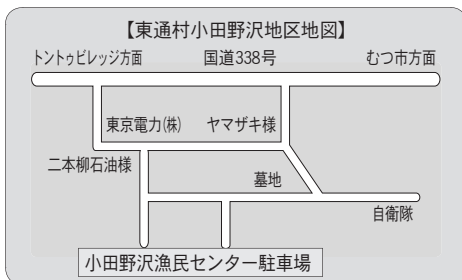 【東通村小田野沢地区地図】
トントゥビレッジ方面 国道338号 むつ市方面
東京電力㈱ ヤマザキ様
二本柳石油様
墓地
自衛隊
小田野沢漁民センター駐車場